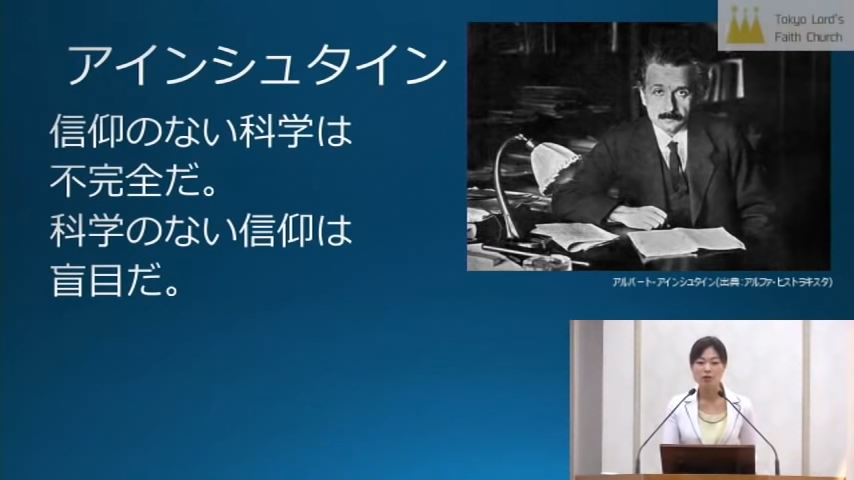 Tokyo Lord's
Faith Church
アインシュタイン
信仰のない科学は
不完全だ。
科学のない信仰は
盲目だ。
アルバート・アインシュタイン(出典:アルファ・ヒストラキスタ)